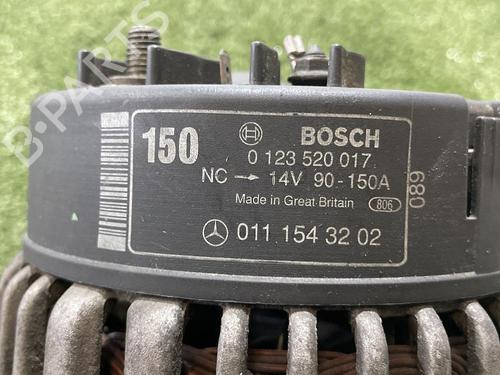 150
BOSCH
0 123 520 017
NC → 14V 90-150A
Made in Great Britain 806
089
011 154 32 02
B-PARTS